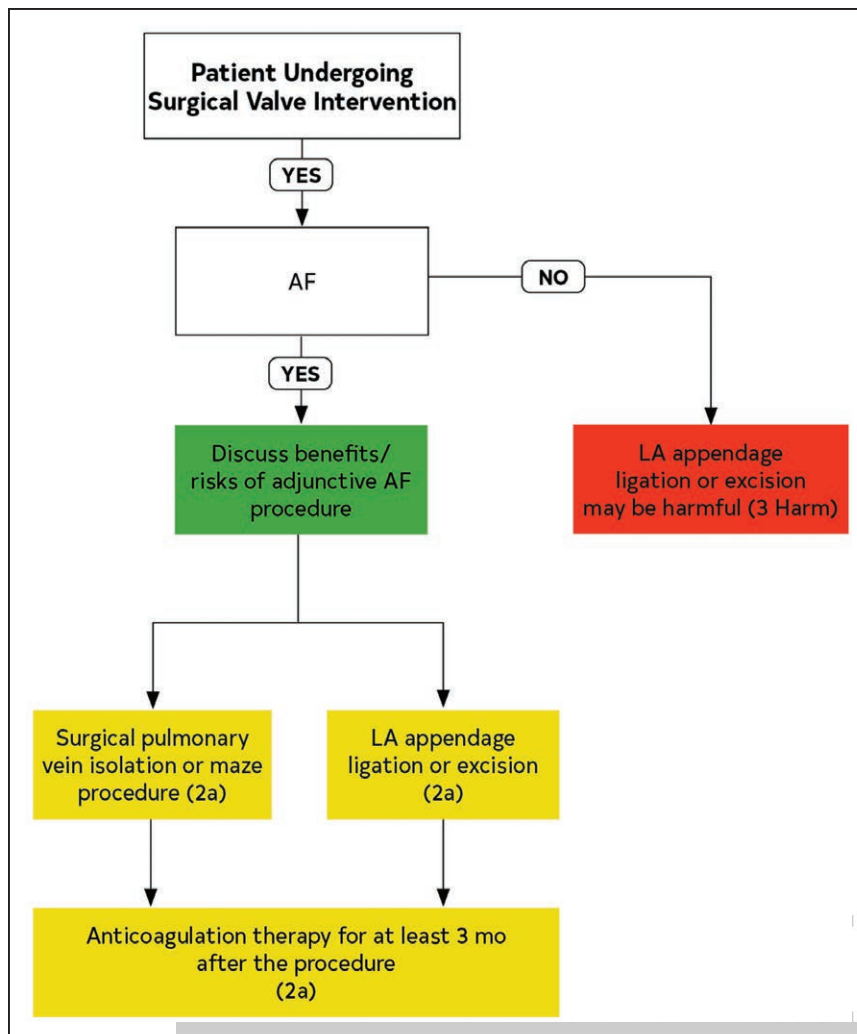 Patient Undergoing
Surgical Valve Intervention
YES
AF
NO
YES
Discuss benefits/
risks of adjunctive AF
procedure
LA appendage
ligation or excision
may be harmful (3 Harm)
Surgical pulmonary
vein isolation or maze
procedure (2a)
LA appendage
ligation or excision
(2a)
Anticoagulation therapy for at least 3 mo
after the procedure
(2a)